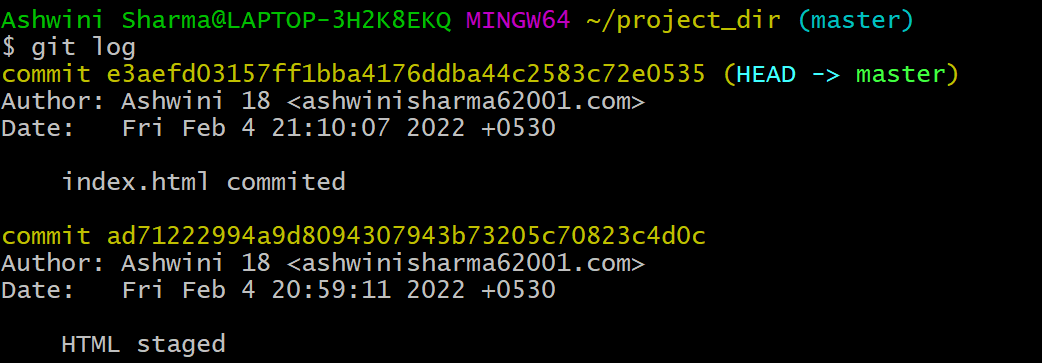 Ashwini Sharma@LAPTOP-3H2K8EKQ MINGW64 ~/project_dir (master)
$ git log
commit e3aefd03157ff1bba4176ddba44c2583c72e0535 (HEAD -> master)
Author: Ashwini 18 <ashwinisharma62001.com>
Date:   Fri Feb 4 21:10:07 2022 +0530
    index.html commited
commit ad71222994a9d8094307943b73205c70823c4d0c
Author: Ashwini 18 <ashwinisharma62001.com>
Date:   Fri Feb 4 20:59:11 2022 +0530
    HTML staged